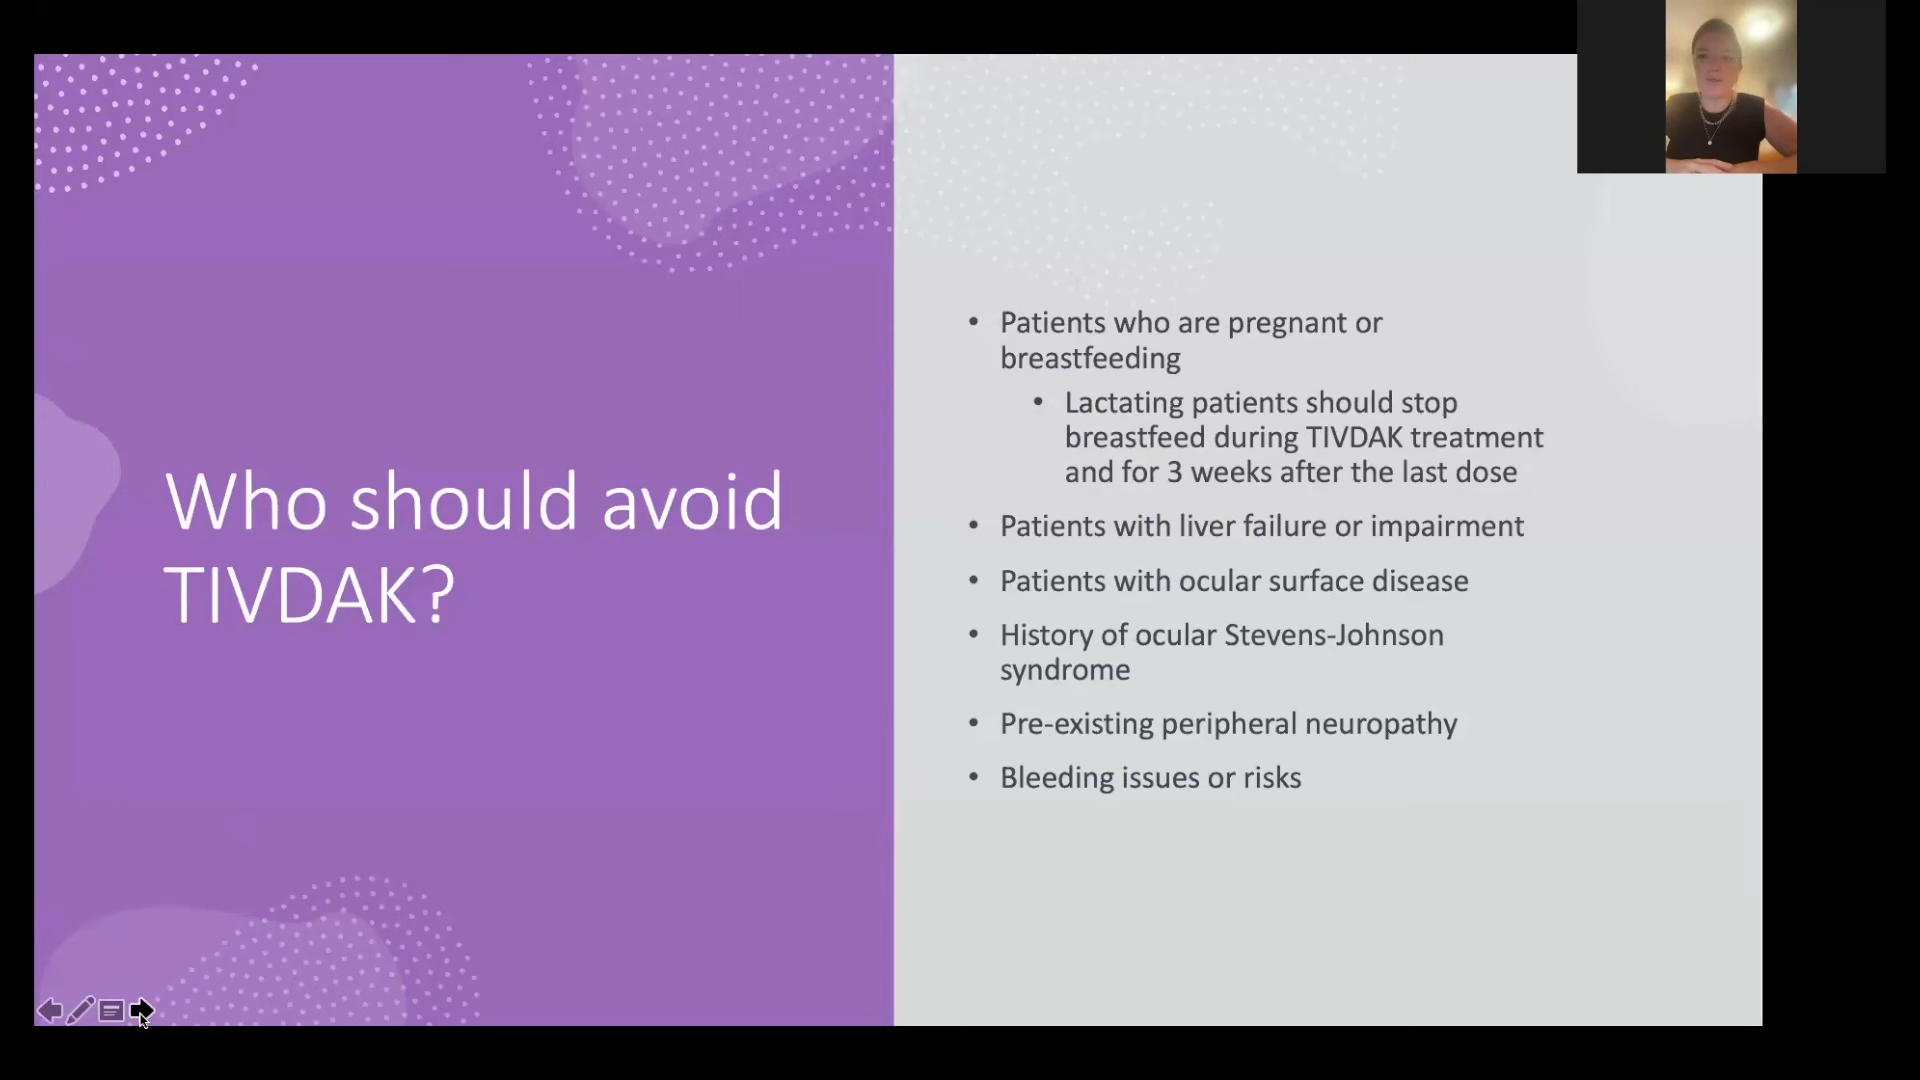 Who should avoid
TIVDAK?
• Patients who are pregnant or
breastfeeding
• Lactating patients should stop
breastfeed during TIVDAK treatment
and for 3 weeks after the last dose
• Patients with liver failure or impairment
• Patients with ocular surface disease
• History of ocular Stevens-Johnson
syndrome
• Pre-existing peripheral neuropathy
• Bleeding issues or risks